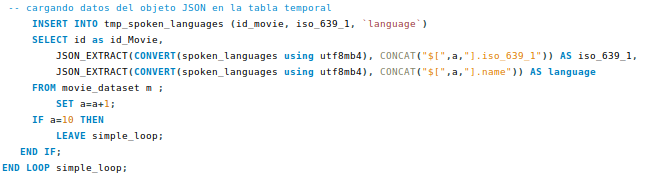 -- cargando datos del objeto JSON en la tabla temporal
INSERT INTO tmp_spoken_languages (id_movie, iso_639_1, `language`)
SELECT id as id_Movie,
JSON_EXTRACT(CONVERT(spoken_languages using utf8mb4), CONCAT("$[",a,"].iso_639_1")) AS iso_639_1,
JSON_EXTRACT(CONVERT(spoken_languages using utf8mb4), CONCAT("$[",a,"].name")) AS language
FROM movie_dataset m ;
SET a=a+1;
IF a=10 THEN
LEAVE simple_loop;
END IF;
END LOOP simple_loop;